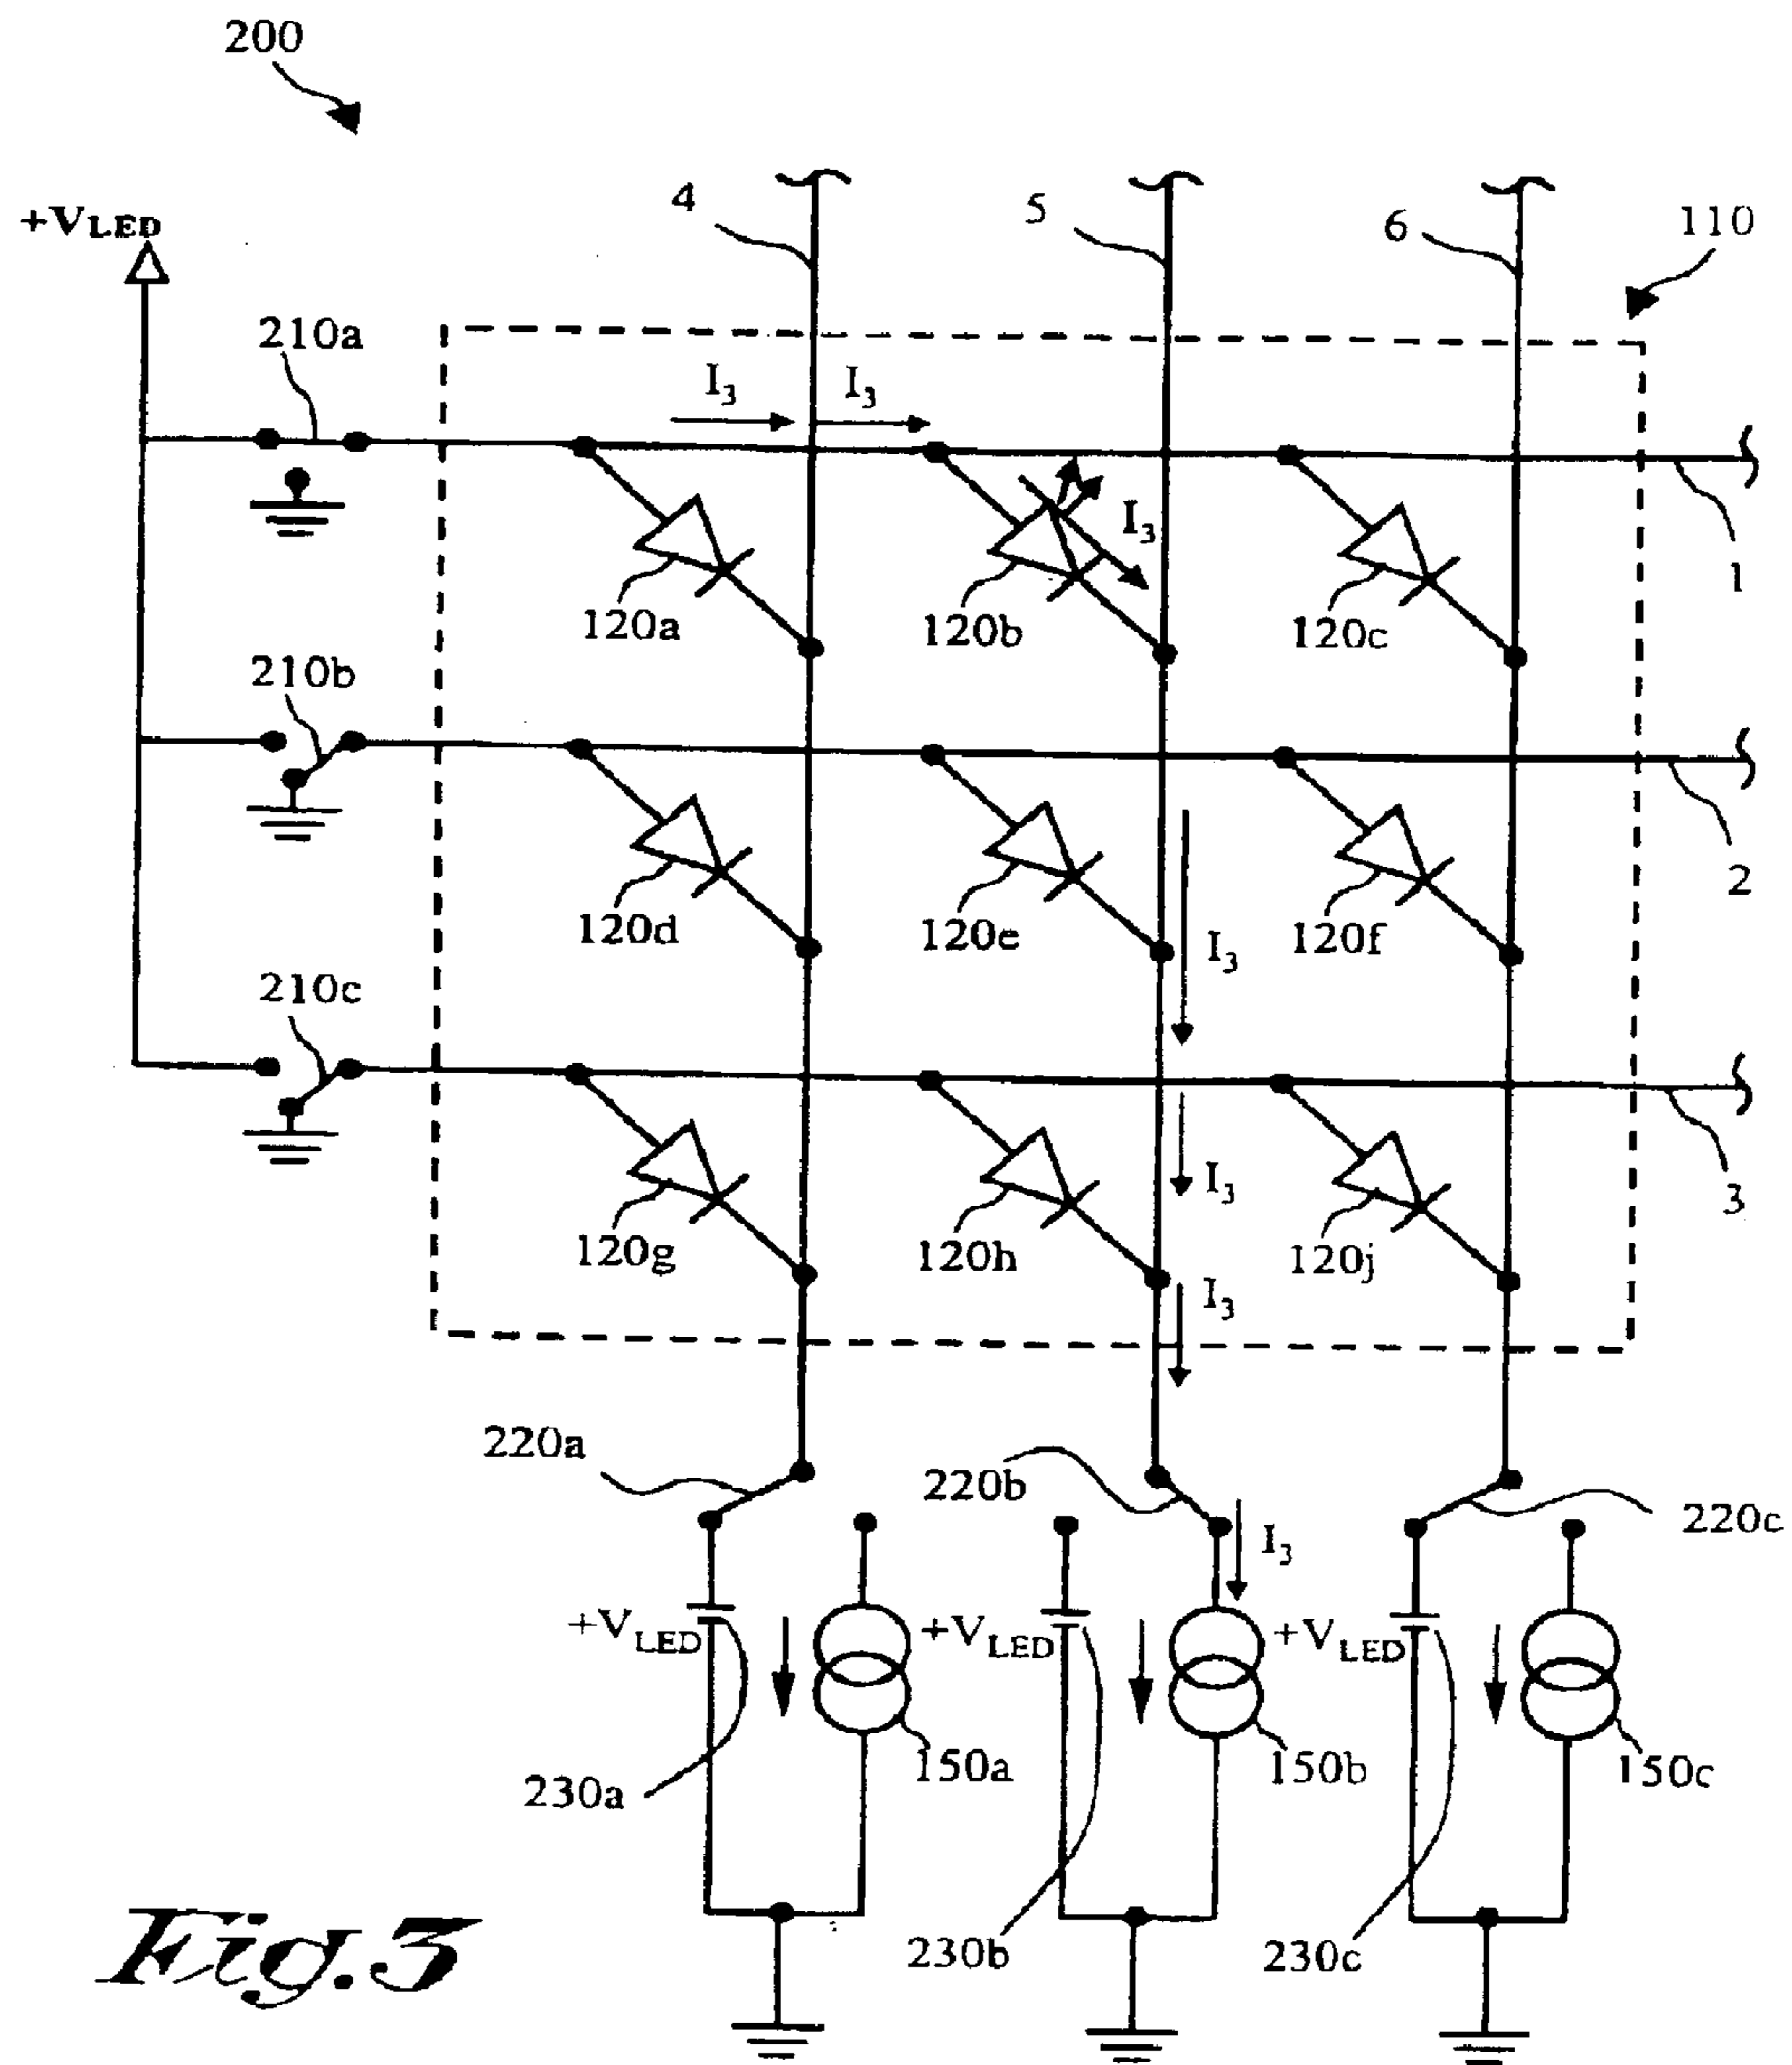 200
+VLED
4
5
6
110
210a
I3
I3
I3
1
120a
120b
120c
210b
2
120d
120e
120f
I3
210c
3
120g
120h
120j
I3
I3
220a
220b
220c
I3
+VLED
+VLED
+VLED
150a
150b
150c
230a
230b
230c
Fig.3